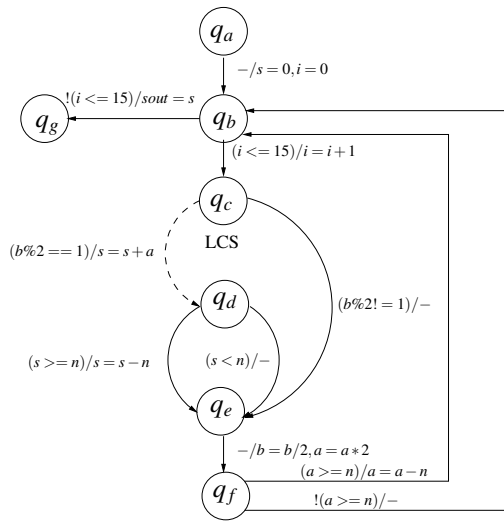 q_a
−/s = 0, i = 0
!(i <= 15)/sout = s
q_g
q_b
(i <= 15)/i = i+1
q_c
LCS
(b%2 == 1)/s = s+a
q_d
(b%2! = 1)/−
(s >= n)/s = s−n
(s < n)/−
q_e
−/b = b/2, a = a∗2
(a >= n)/a = a−n
q_f
!(a >= n)/−